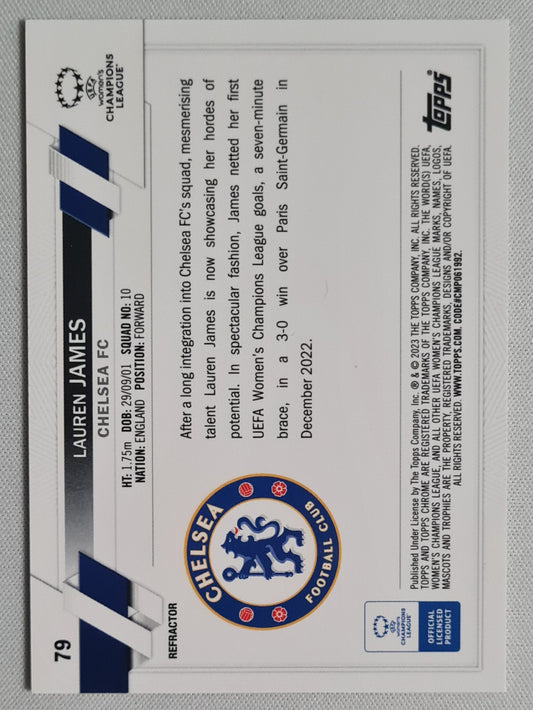 79
LAUREN JAMES
CHELSEA FC
UEFA
women's
CHAMPIONS
LEAGUE™
HT: 1.75m DOB: 29/09/01 SQUAD NO: 10
NATION: ENGLAND POSITION: FORWARD
REFRACTOR
CHELSEA
FOOTBALL CLUB
After a long integration into Chelsea FC's squad, mesmerising
talent Lauren James is now showcasing her hordes of
potential. In spectacular fashion, James netted her first
UEFA Women's Champions League goals, a seven-minute
brace, in a 3-0 win over Paris Saint-Germain in
December 2022.
UEFA
women's
CHAMPIONS
LEAGUE
OFFICIAL
LICENSED
PRODUCT
Published Under License by The Topps Company, Inc. ® & © 2023 THE TOPPS COMPANY, INC. ALL RIGHTS RESERVED.
TOPPS AND TOPPS CHROME ARE REGISTERED TRADEMARKS OF THE TOPPS COMPANY, INC. THE WORD(S) UEFA,
WOMEN'S CHAMPIONS LEAGUE, AND ALL OTHER UEFA WOMEN'S CHAMPIONS LEAGUE MARKS, NAMES, LOGOS,
MASCOTS AND TROPHIES ARE THE PROPERTY, REGISTERED TRADEMARKS, DESIGNS AND/OR COPYRIGHT OF UEFA.
ALL RIGHTS RESERVED. WWW.TOPPS.COM. CODE#CMP061992.
topps